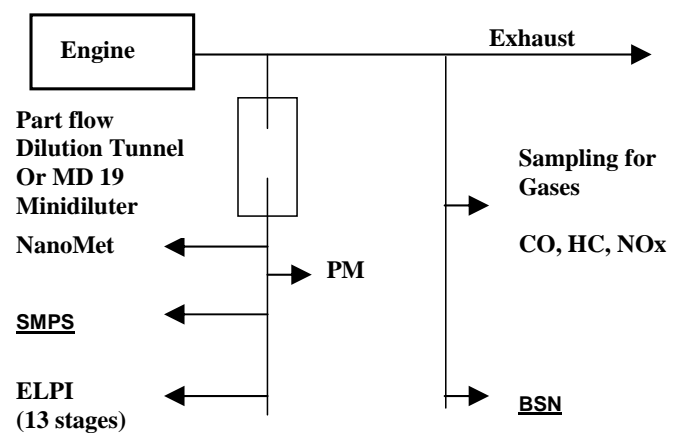 Engine
Exhaust
Part flow
Dilution Tunnel
Or MD 19
Minidiluter
NanoMet
PM
SMPS
ELPI
(13 stages)
Sampling for
Gases
CO, HC, NOx
BSN